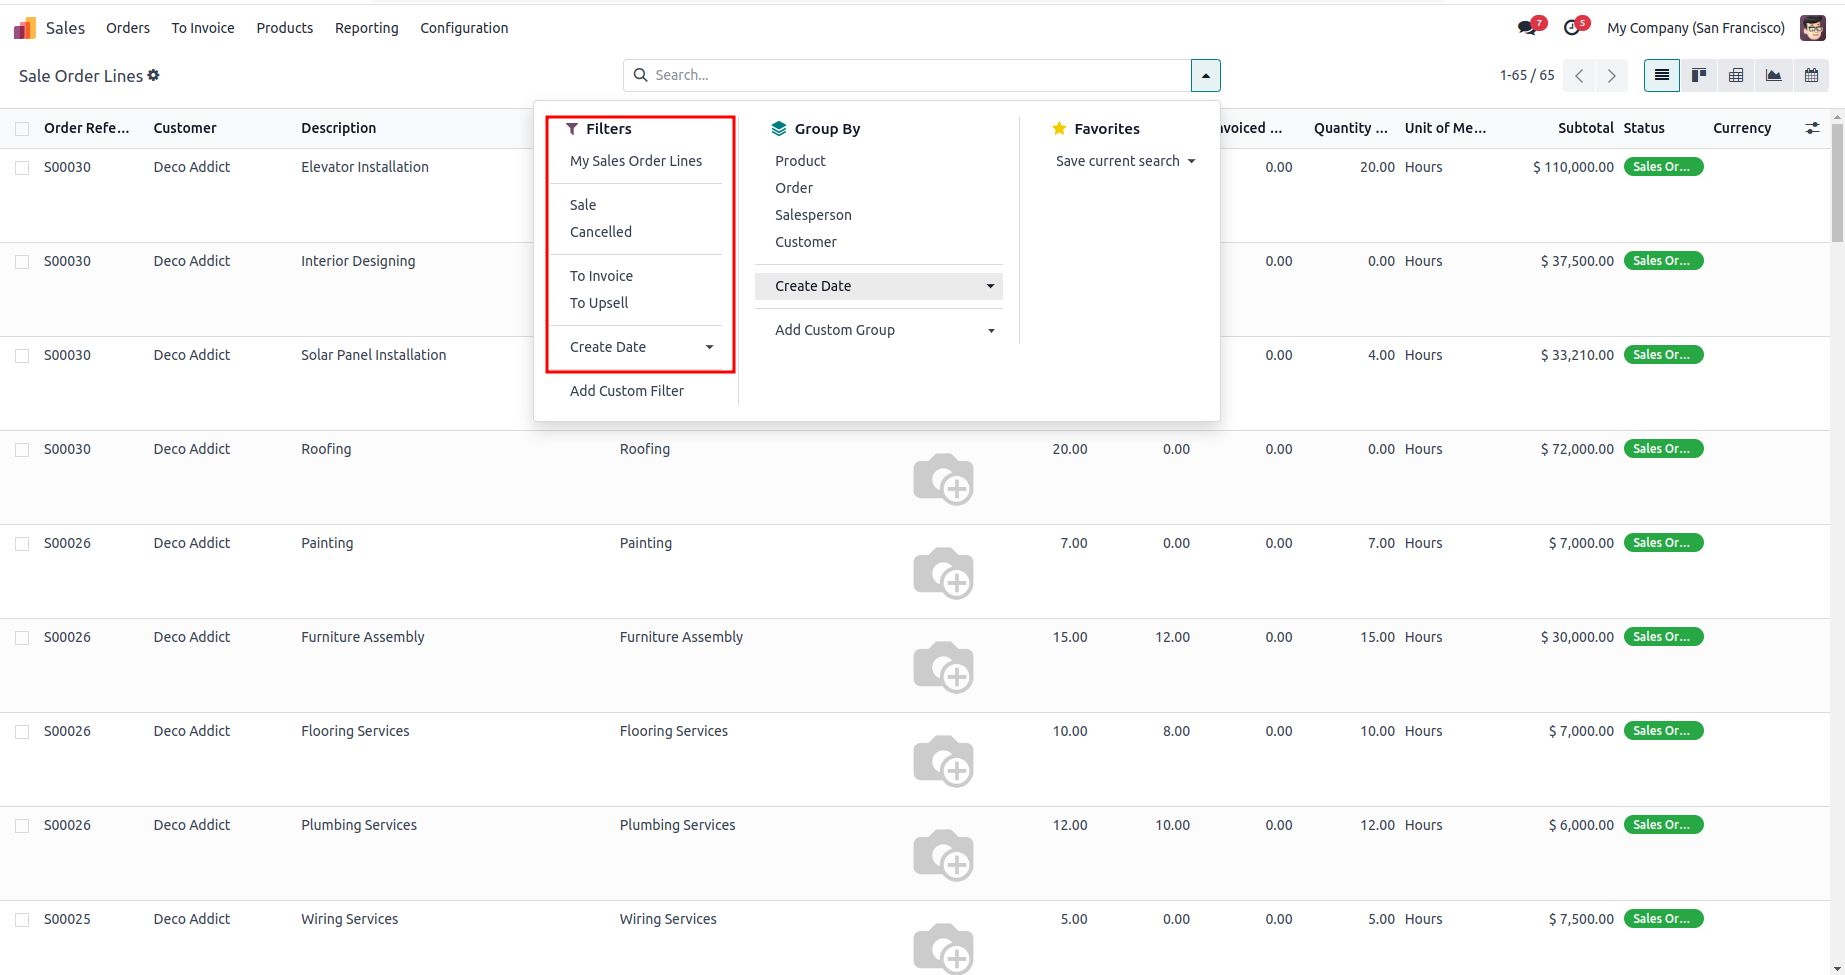 Sales Orders To Invoice Products Reporting Configuration 7 5 My Company (San Francisco)
Sale Order Lines Search... 1-65 / 65
Order Refe... Customer Description Filters Group By Favorites voiced ... Quantity ... Unit of Me... Subtotal Status Currency
My Sales Order Lines Product Save current search
S00030 Deco Addict Elevator Installation 0.00 20.00 Hours $ 110,000.00 Sales Or...
Order
Sale Salesperson
Cancelled Customer
S00030 Deco Addict Interior Designing 0.00 0.00 Hours $ 37,500.00 Sales Or...
To Invoice Create Date
To Upsell
Add Custom Group
Create Date
S00030 Deco Addict Solar Panel Installation 0.00 4.00 Hours $ 33,210.00 Sales Or...
Add Custom Filter
S00030 Deco Addict Roofing Roofing 20.00 0.00 0.00 0.00 Hours $ 72,000.00 Sales Or...
S00026 Deco Addict Painting Painting 7.00 0.00 0.00 7.00 Hours $ 7,000.00 Sales Or...
S00026 Deco Addict Furniture Assembly Furniture Assembly 15.00 12.00 0.00 15.00 Hours $ 30,000.00 Sales Or...
S00026 Deco Addict Flooring Services Flooring Services 10.00 8.00 0.00 10.00 Hours $ 7,000.00 Sales Or...
S00026 Deco Addict Plumbing Services Plumbing Services 12.00 10.00 0.00 12.00 Hours $ 6,000.00 Sales Or...
S00025 Deco Addict Wiring Services Wiring Services 5.00 0.00 0.00 5.00 Hours $ 7,500.00 Sales Or...